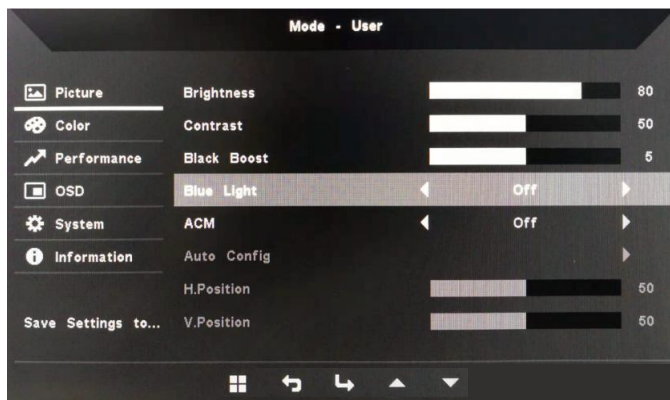 Mode - User
Picture
Brightness 80
Color
Contrast 50
Performance
Black Boost 5
OSD
Blue Light Off
System
ACM Off
Information
Auto Config
H.Position 50
Save Settings to...
V.Position 50